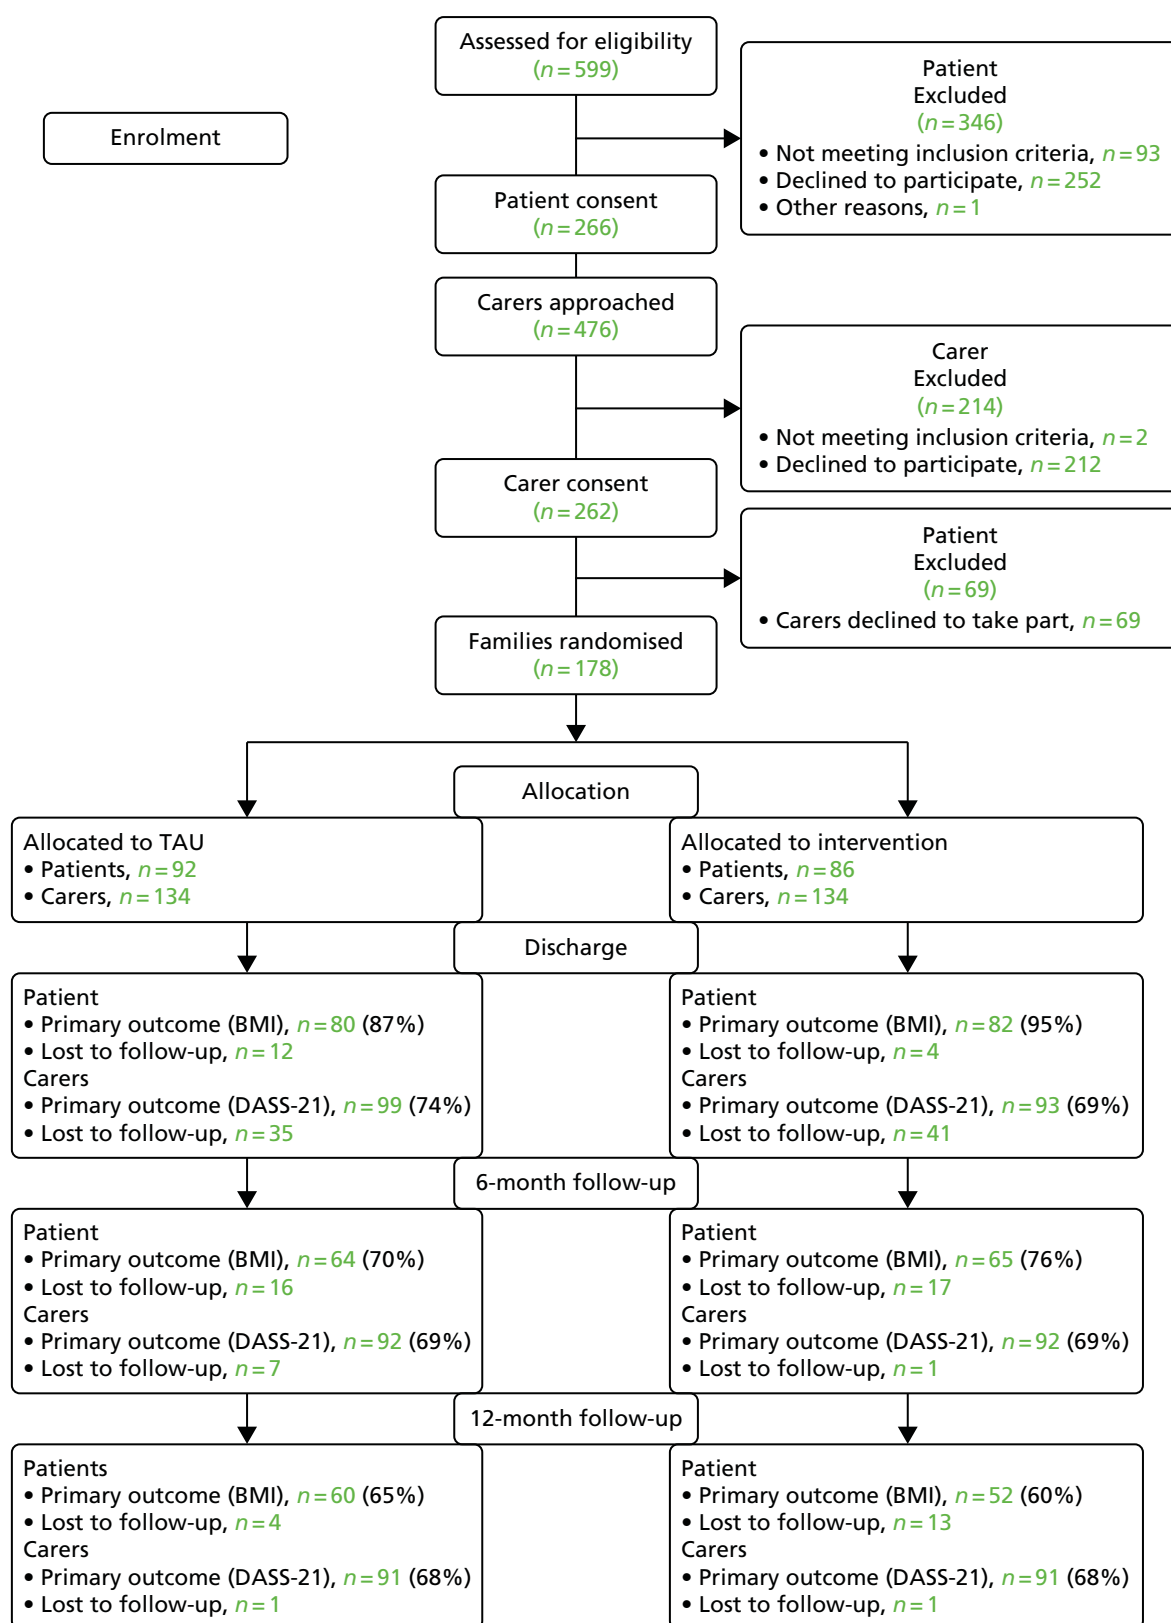 Assessed for eligibility
(n=599)
Patient
Excluded
(n=346)
• Not meeting inclusion criteria, n=93
• Declined to participate, n=252
• Other reasons, n=1
Enrolment
Patient consent
(n=266)
Carers approached
(n=476)
Carer
Excluded
(n=214)
• Not meeting inclusion criteria, n=2
• Declined to participate, n=212
Carer consent
(n=262)
Patient
Excluded
(n=69)
• Carers declined to take part, n=69
Families randomised
(n=178)
Allocation
Allocated to TAU
• Patients, n=92
• Carers, n=134
Allocated to intervention
• Patients, n=86
• Carers, n=134
Discharge
Patient
• Primary outcome (BMI), n=80 (87%)
• Lost to follow-up, n=12
Carers
• Primary outcome (DASS-21), n=99 (74%)
• Lost to follow-up, n=35
Patient
• Primary outcome (BMI), n=82 (95%)
• Lost to follow-up, n=4
Carers
• Primary outcome (DASS-21), n=93 (69%)
• Lost to follow-up, n=41
6-month follow-up
Patient
• Primary outcome (BMI), n=64 (70%)
• Lost to follow-up, n=16
Carers
• Primary outcome (DASS-21), n=92 (69%)
• Lost to follow-up, n=7
Patient
• Primary outcome (BMI), n=65 (76%)
• Lost to follow-up, n=17
Carers
• Primary outcome (DASS-21), n=92 (69%)
• Lost to follow-up, n=1
12-month follow-up
Patients
• Primary outcome (BMI), n=60 (65%)
• Lost to follow-up, n=4
Carers
• Primary outcome (DASS-21), n=91 (68%)
• Lost to follow-up, n=1
Patient
• Primary outcome (BMI), n=52 (60%)
• Lost to follow-up, n=13
Carers
• Primary outcome (DASS-21), n=91 (68%)
• Lost to follow-up, n=1